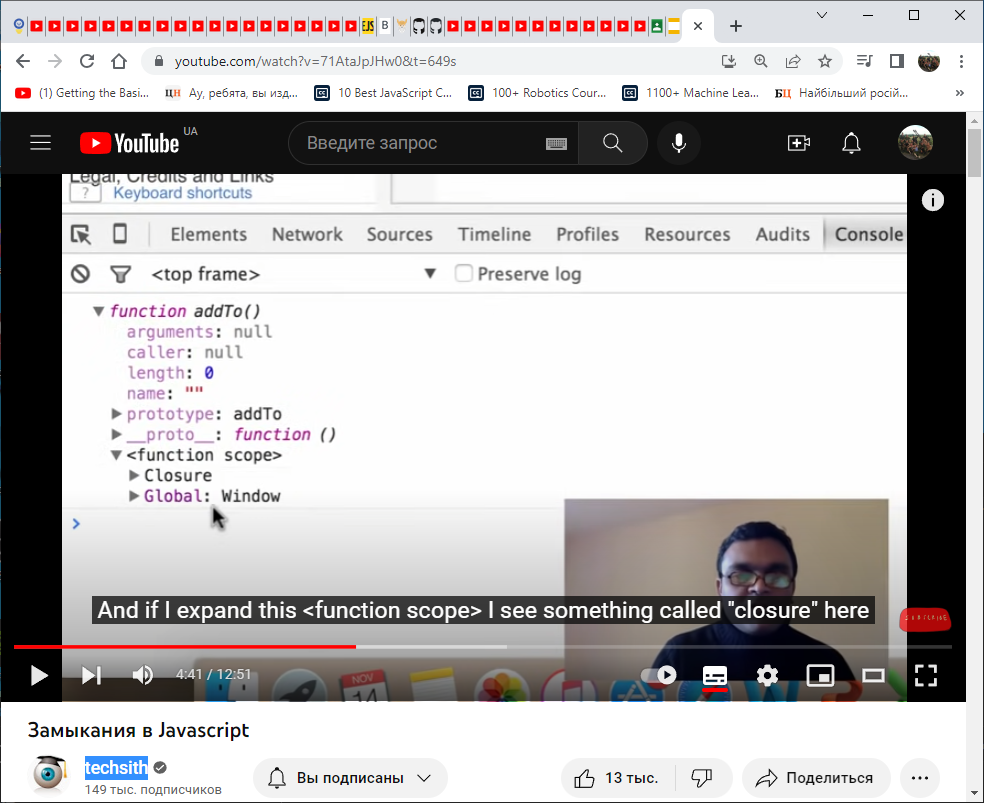 EJS
B
youtube.com/watch?v=71AtaJpJHw0&t=649s
(1) Getting the Basi...
ЦН Ау, ребята, вы изд...
10 Best JavaScript C...
100+ Robotics Cour...
1100+ Machine Lea...
БЦ Найбільший росій...
»
YouTube UA
Введите запрос
Legal, Credits and Links
? Keyboard shortcuts
Elements Network Sources Timeline Profiles Resources Audits Console
<top frame> Preserve log
function addTo()
arguments: null
caller: null
length: 0
name: ""
prototype: addTo
__proto__: function ()
<function scope>
Closure
Global: Window
And if I expand this <function scope> I see something called "closure" here
SUBSCRIBE
4:41 / 12:51
NOV
14
Замыкания в Javascript
techsith
149 тыс. подписчиков
Вы подписаны
13 тыс.
Поделиться